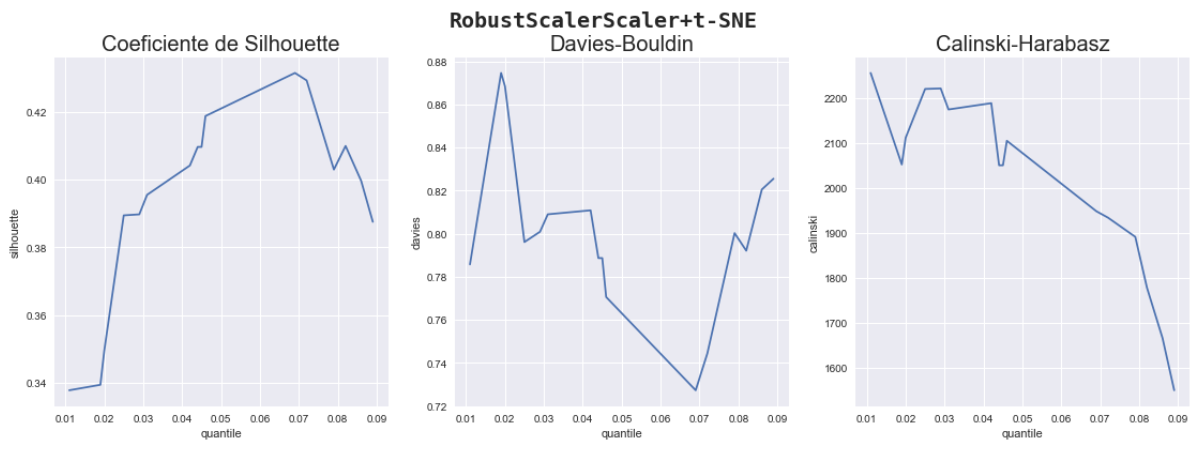 RobustScalerScaler+t-SNE
Coeficiente de Silhouette
silhouette
0.42
0.40
0.38
0.36
0.34
0.01 0.02 0.03 0.04 0.05 0.06 0.07 0.08 0.09
quantile
Davies-Bouldin
davies
0.88
0.86
0.84
0.82
0.80
0.78
0.76
0.74
0.72
0.01 0.02 0.03 0.04 0.05 0.06 0.07 0.08 0.09
quantile
Calinski-Harabasz
calinski
2200
2100
2000
1900
1800
1700
1600
0.01 0.02 0.03 0.04 0.05 0.06 0.07 0.08 0.09
quantile